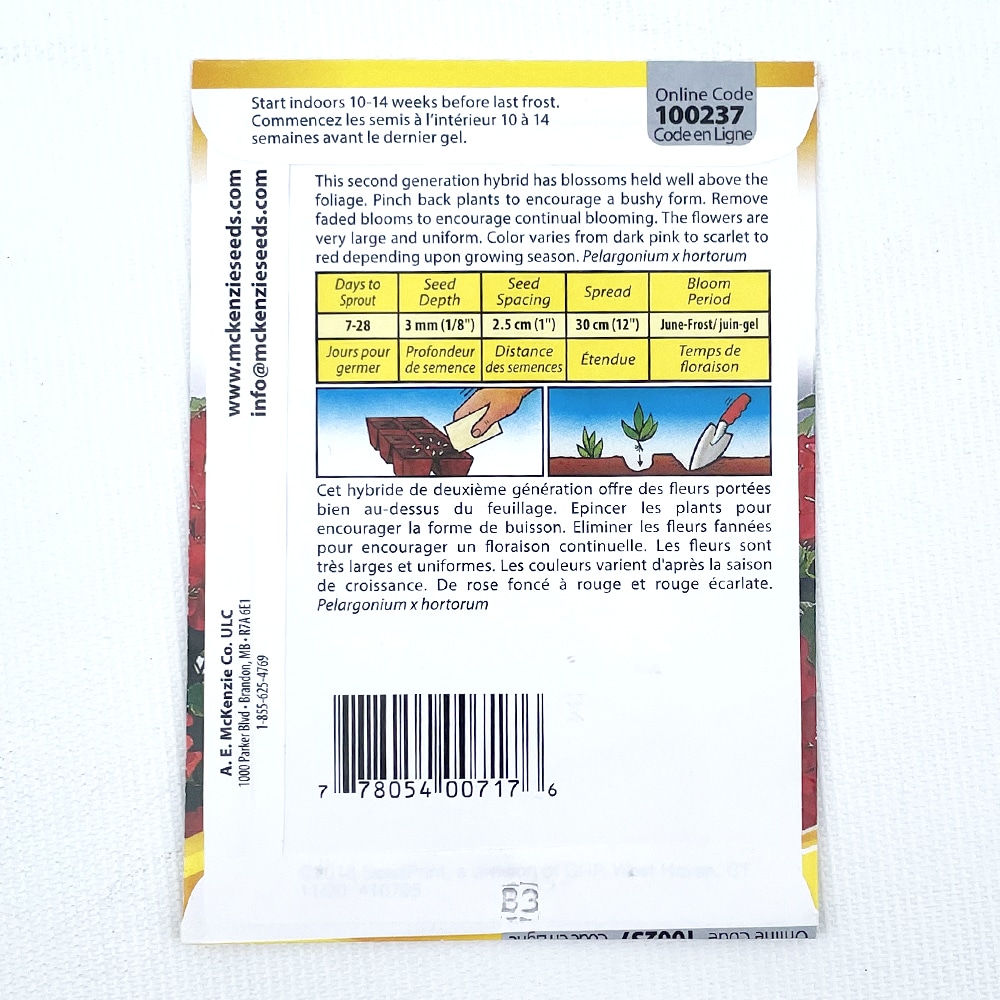 Start indoors 10-14 weeks before last frost.
Commencez les semis à l'intérieur 10 à 14
semaines avant le dernier gel.
Online Code
100237
Code en Ligne
www.mckenzieseeds.com
info@mckenzieseeds.com
This second generation hybrid has blossoms held well above the
foliage. Pinch back plants to encourage a bushy form. Remove
faded blooms to encourage continual blooming. The flowers are
very large and uniform. Color varies from dark pink to scarlet to
red depending upon growing season. Pelargonium x hortorum
Days to Sprout Seed Depth Seed Spacing Spread Bloom Period
7-28 3 mm (1/8") 2.5 cm (1") 30 cm (12") June-Frost/ juin-gel
Jours pour germer Profondeur de semence Distance des semences Étendue Temps de floraison
Cet hybride de deuxième génération offre des fleurs portées
bien au-dessus du feuillage. Epincer les plants pour
encourager la forme de buisson. Eliminer les fleurs fannées
pour encourager un floraison continuelle. Les fleurs sont
très larges et uniformes. Les couleurs varient d'après la saison
de croissance. De rose foncé à rouge et rouge écarlate.
Pelargonium x hortorum
A. E. McKenzie Co. ULC
1000 Parker Blvd • Brandon, MB • R7A 6E1
1-855-625-4769
7 78054 00717 6
B3
Online Code
100237
Code en Ligne